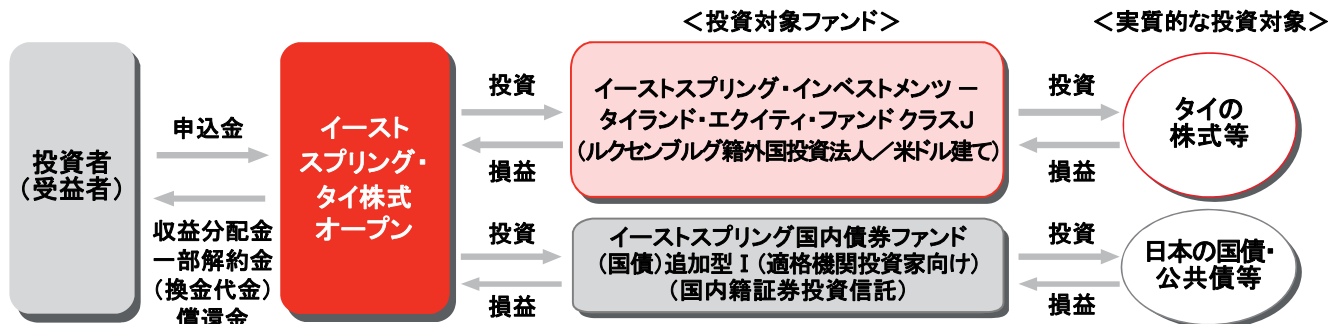 ＜投資対象ファンド＞
＜実質的な投資対象＞
投資者
（受益者）
申込金
収益分配金
一部解約金
（換金代金）
償還金
イースト
スプリング・
タイ株式
オープン
投資
損益
イーストスプリング・インベストメンツ －
タイランド・エクイティ・ファンド クラスJ
（ルクセンブルグ籍外国投資法人／米ドル建て）
投資
損益
タイの
株式等
投資
損益
イーストスプリング国内債券ファンド
（国債）追加型Ⅰ（適格機関投資家向け）
（国内籍証券投資信託）
投資
損益
日本の国債・
公共債等